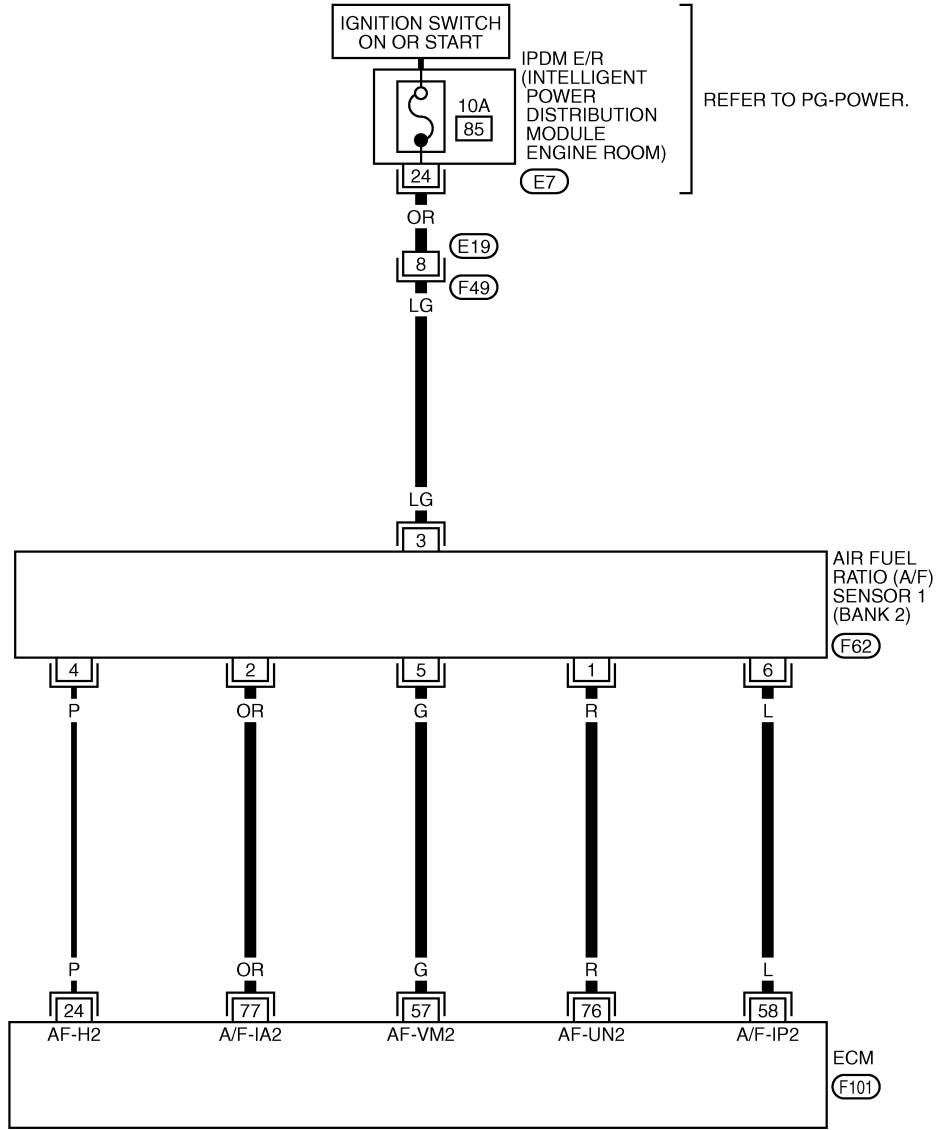 IGNITION SWITCH
ON OR START
IPDM E/R
(INTELLIGENT
POWER
DISTRIBUTION
MODULE
ENGINE ROOM)
REFER TO PG-POWER.
10A
85
24
E7
OR
E19
8
F49
LG
LG
3
AIR FUEL
RATIO (A/F)
SENSOR 1
(BANK 2)
F62
4 2 5 1 6
P OR G R L
P OR G R L
24 77 57 76 58
AF-H2 A/F-IA2 AF-VM2 AF-UN2 A/F-IP2
ECM
F101